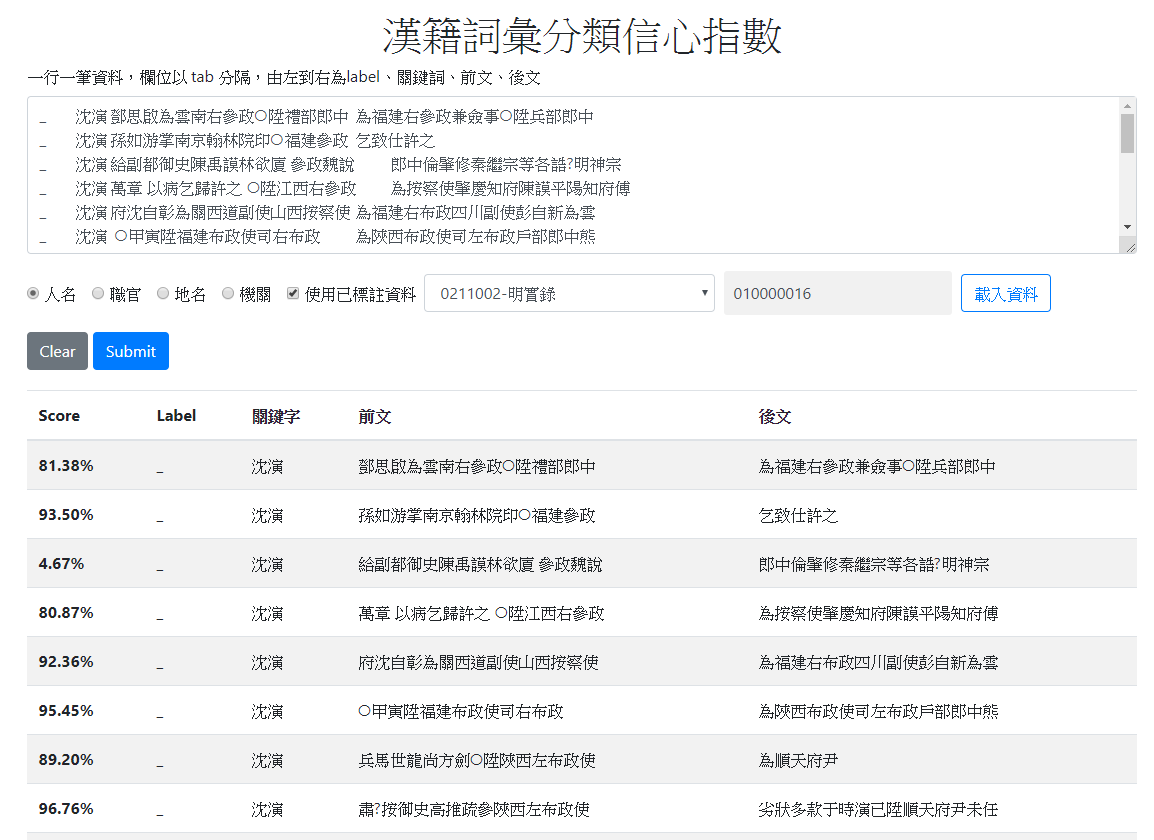 漢籍詞彙分類信心指數
一行一筆資料，欄位以 tab 分隔，由左到右為label、關鍵詞、前文、後文
_ 沈演 鄧思啟為雲南右參政○陞禮部郎中 為福建右參政兼僉事○陞兵部郎中
_ 沈演 孫如游掌南京翰林院印○福建參政 乞致仕許之
_ 沈演 給副都御史陳禹謨林欲廈 參政魏說 郎中倫肇修秦繼宗等各誥?明神宗
_ 沈演 萬章 以病乞歸許之 ○陞江西右參政 為按察使肇慶知府陳謨平陽知府傅
_ 沈演 府沈自彰為關西道副使山西按察使 為福建右布政四川副使彭自新為雲
_ 沈演 ○甲寅陞福建布政使司右布政 為陝西布政使司左布政戶部郎中熊
人名 職官 地名 機關 使用已標註資料 0211002-明實錄 010000016 載入資料
Clear Submit
Score Label 關鍵字 前文 後文
81.38% _ 沈演 鄧思啟為雲南右參政○陞禮部郎中 為福建右參政兼僉事○陞兵部郎中
93.50% _ 沈演 孫如游掌南京翰林院印○福建參政 乞致仕許之
4.67% _ 沈演 給副都御史陳禹謨林欲廈 參政魏說 郎中倫肇修秦繼宗等各誥?明神宗
80.87% _ 沈演 萬章 以病乞歸許之 ○陞江西右參政 為按察使肇慶知府陳謨平陽知府傅
92.36% _ 沈演 府沈自彰為關西道副使山西按察使 為福建右布政四川副使彭自新為雲
95.45% _ 沈演 ○甲寅陞福建布政使司右布政 為陝西布政使司左布政戶部郎中熊
89.20% _ 沈演 兵馬世龍尚方劍○陞陝西左布政使 為順天府尹
96.76% _ 沈演 肅?按御史高推疏參陝西左布政使 劣狀多款于時演已陞順天府尹未任